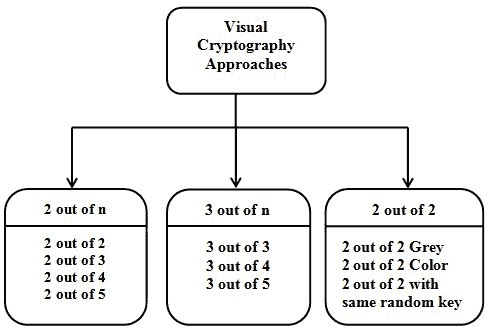 Visual
Cryptography
Approaches
2 out of n
2 out of 2
2 out of 3
2 out of 4
2 out of 5
3 out of n
3 out of 3
3 out of 4
3 out of 5
2 out of 2
2 out of 2 Grey
2 out of 2 Color
2 out of 2 with
same random key